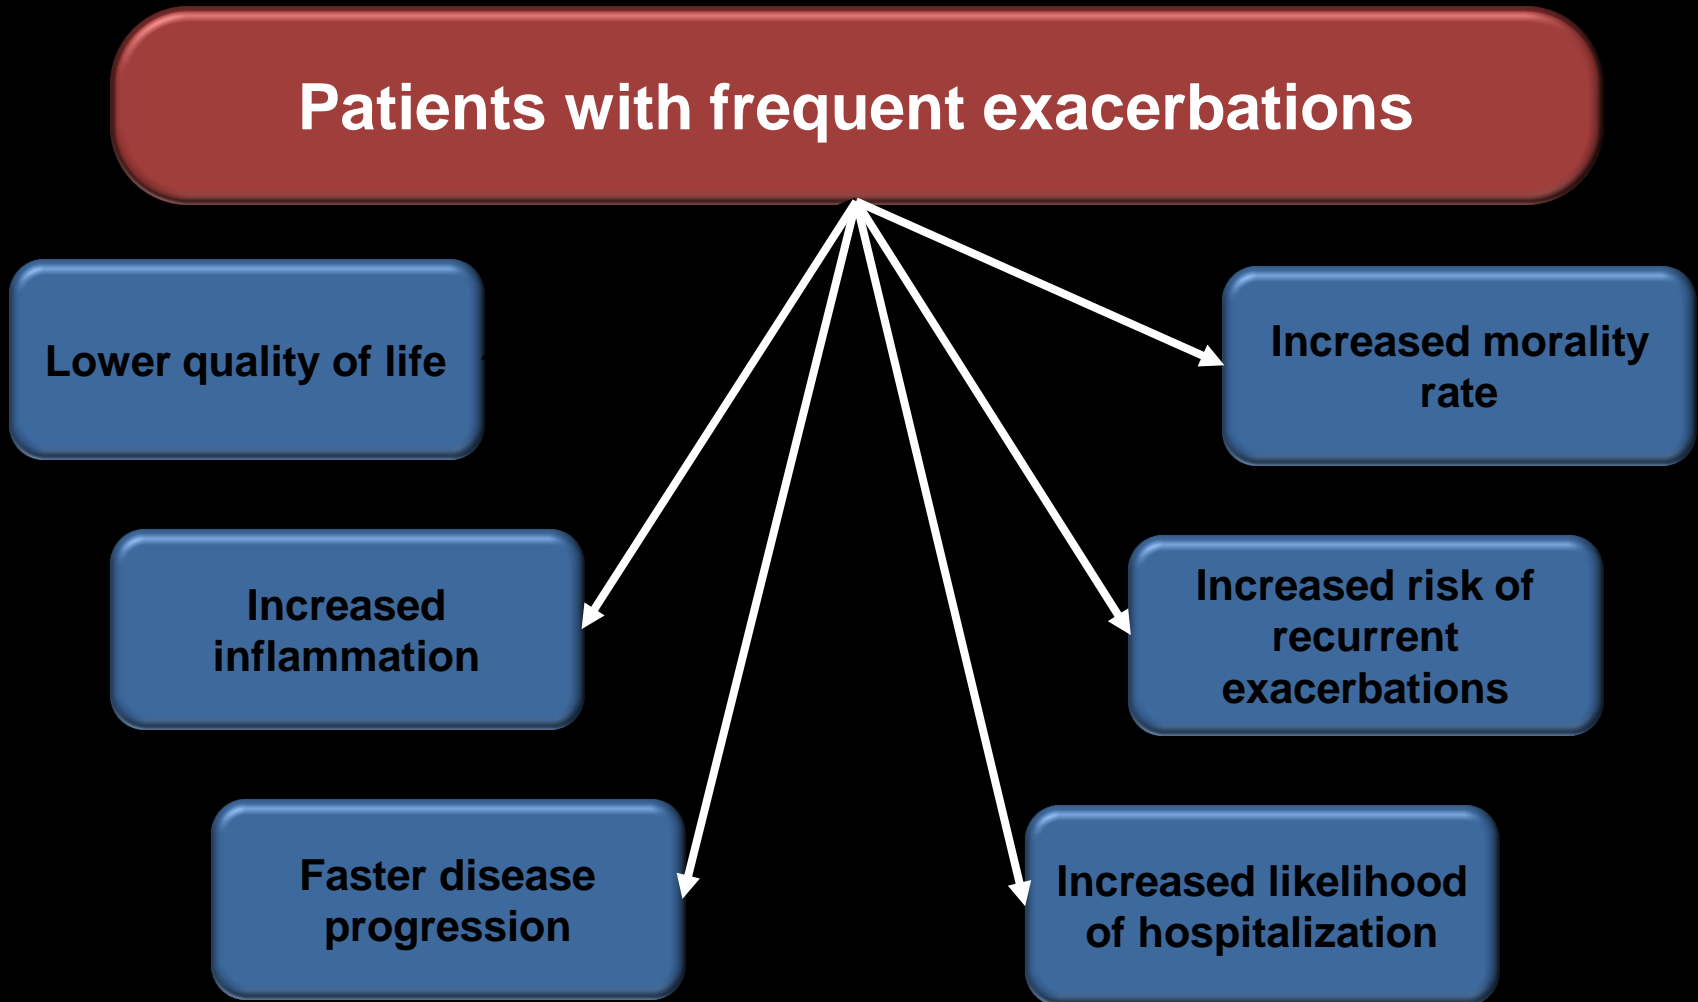 Patients with frequent exacerbations
Lower quality of life
Increased morality
rate
Increased
inflammation
Increased risk of
recurrent
exacerbations
Faster disease
progression
Increased likelihood
of hospitalization